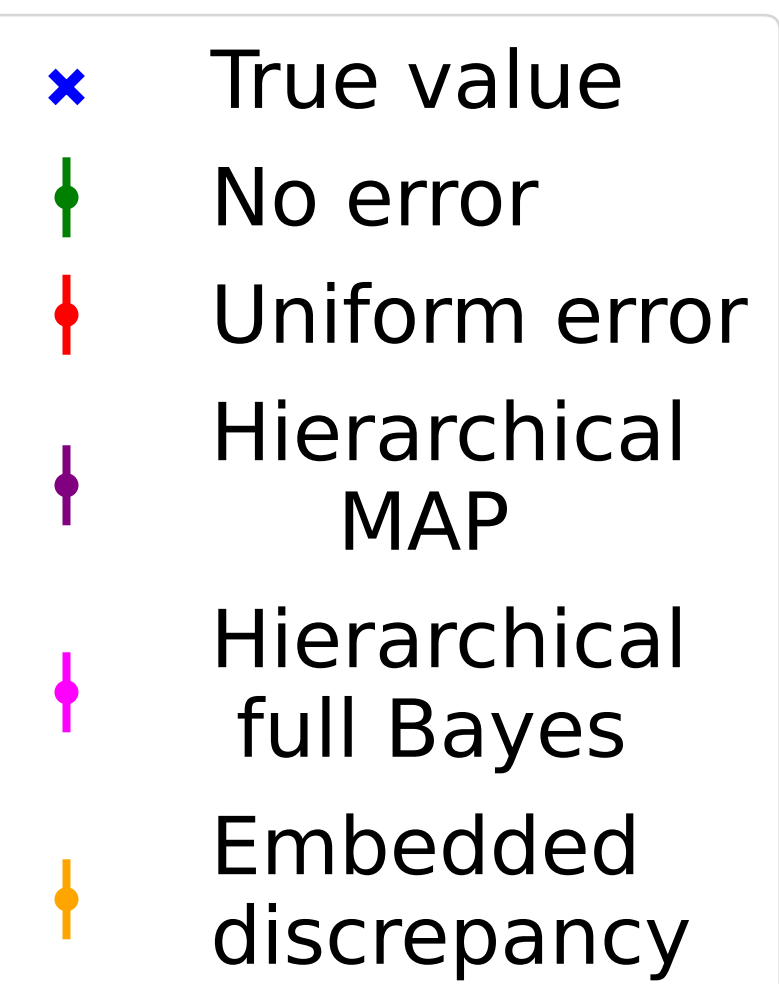 True value
No error
Uniform error
Hierarchical
MAP
Hierarchical
full Bayes
Embedded
discrepancy